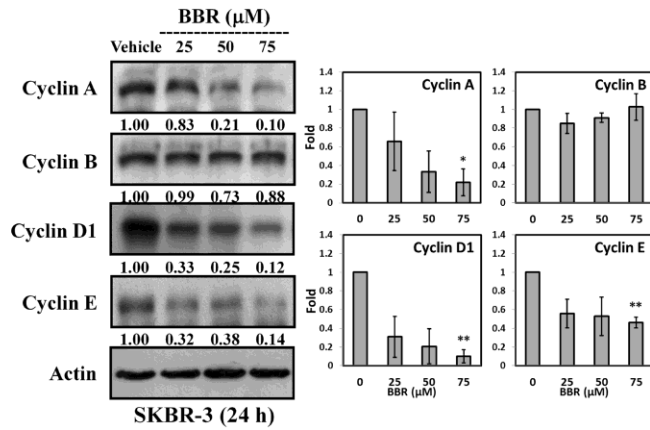 BBR (μM)
Vehicle 25 50 75
Cyclin A
1.00 0.83 0.21 0.10
Cyclin B
1.00 0.99 0.73 0.88
Cyclin D1
1.00 0.33 0.25 0.12
Cyclin E
1.00 0.32 0.38 0.14
Actin
SKBR-3 (24 h)
Cyclin A
1.4
1.2
1
0.8
0.6
0.4
0.2
0
Fold
*
0 25 50 75
Cyclin B
1.4
1.2
1
0.8
0.6
0.4
0.2
0
0 25 50 75
Cyclin D1
1.4
1.2
1
0.8
0.6
0.4
0.2
0
Fold
**
0 25 50 75
BBR (μM)
Cyclin E
1.4
1.2
1
0.8
0.6
0.4
0.2
0
**
0 25 50 75
BBR (μM)